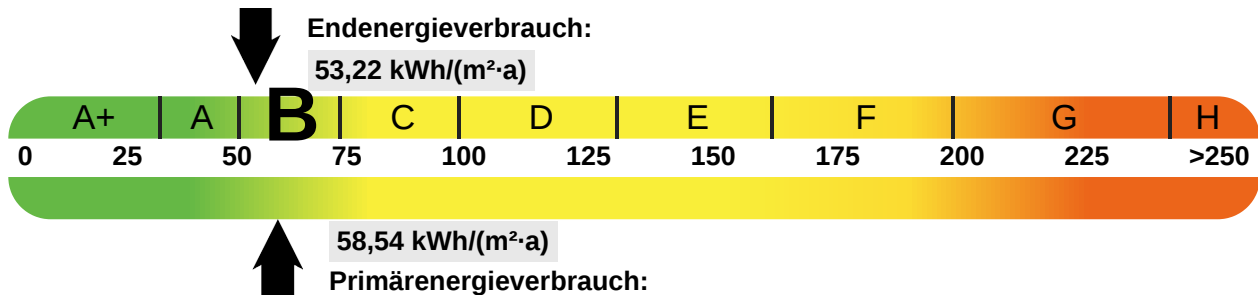 Endenergieverbrauch:
53,22 kWh/(m²·a)
A+ A B C D E F G H
0 25 50 75 100 125 150 175 200 225 >250
58,54 kWh/(m²·a)
Primärenergieverbrauch: